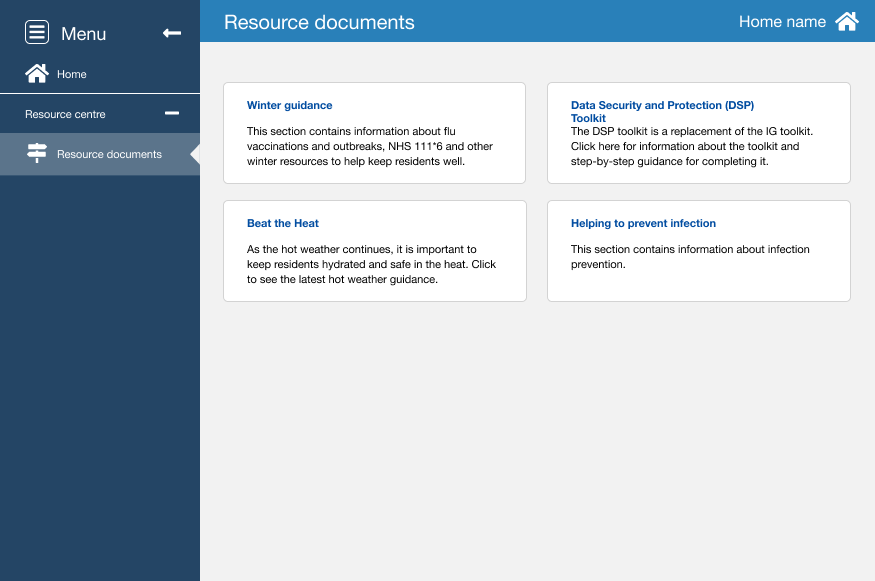 Menu
Home
Resource centre
Resource documents
Resource documents
Home name
Winter guidance
This section contains information about flu
vaccinations and outbreaks, NHS 111*6 and other
winter resources to help keep residents well.
Data Security and Protection (DSP)
Toolkit
The DSP toolkit is a replacement of the IG toolkit.
Click here for information about the toolkit and
step-by-step guidance for completing it.
Beat the Heat
As the hot weather continues, it is important to
keep residents hydrated and safe in the heat. Click
to see the latest hot weather guidance.
Helping to prevent infection
This section contains information about infection
prevention.